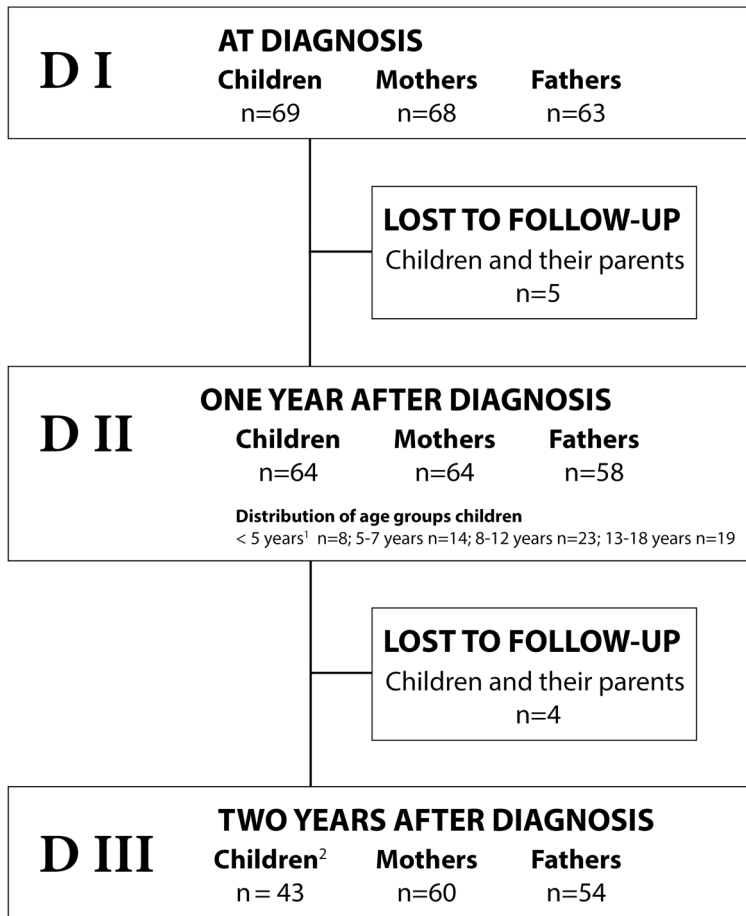 D I
AT DIAGNOSIS
Children Mothers Fathers
n=69 n=68 n=63
LOST TO FOLLOW-UP
Children and their parents
n=5
D II
ONE YEAR AFTER DIAGNOSIS
Children Mothers Fathers
n=64 n=64 n=58
Distribution of age groups children
< 5 years¹ n=8; 5-7 years n=14; 8-12 years n=23; 13-18 years n=19
LOST TO FOLLOW-UP
Children and their parents
n=4
D III
TWO YEARS AFTER DIAGNOSIS
Children² Mothers Fathers
n = 43 n=60 n=54